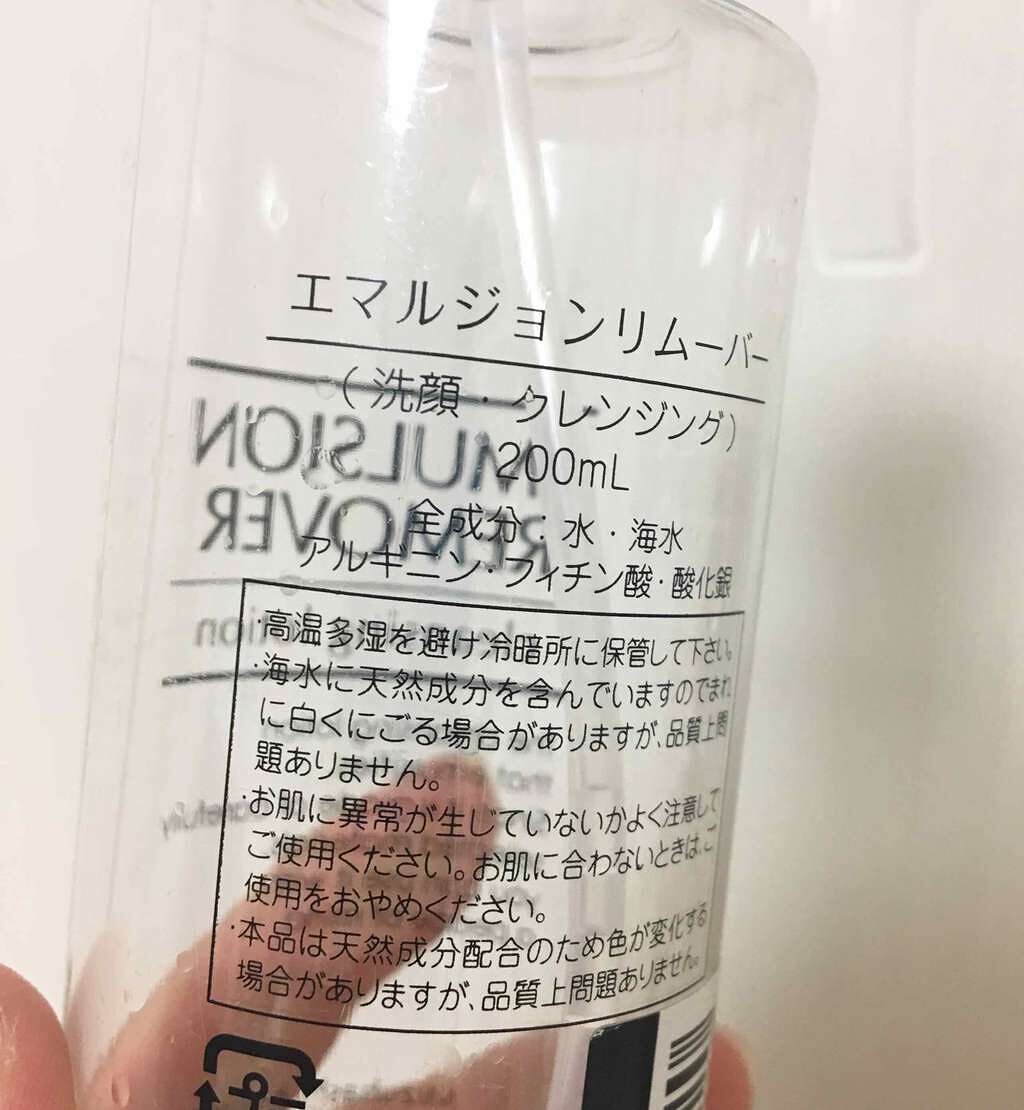 エマルジョンリムーバー
(洗顔・クレンジング)
200mL
全成分:水・海水
アルギニン・フィチン酸・酸化銀
・高温多湿を避け冷暗所に保管して下さい。
・海水に天然成分を含んでいますのでまれ
に白くにごる場合がありますが、品質上問
題ありません。
・お肌に異常が生じていないかよく注意して
ご使用ください。お肌に合わないときは、ご
使用をおやめください。
・本品は天然成分配合のため色が変化する
場合がありますが、品質上問題ありません。
MULSION
REMOVER